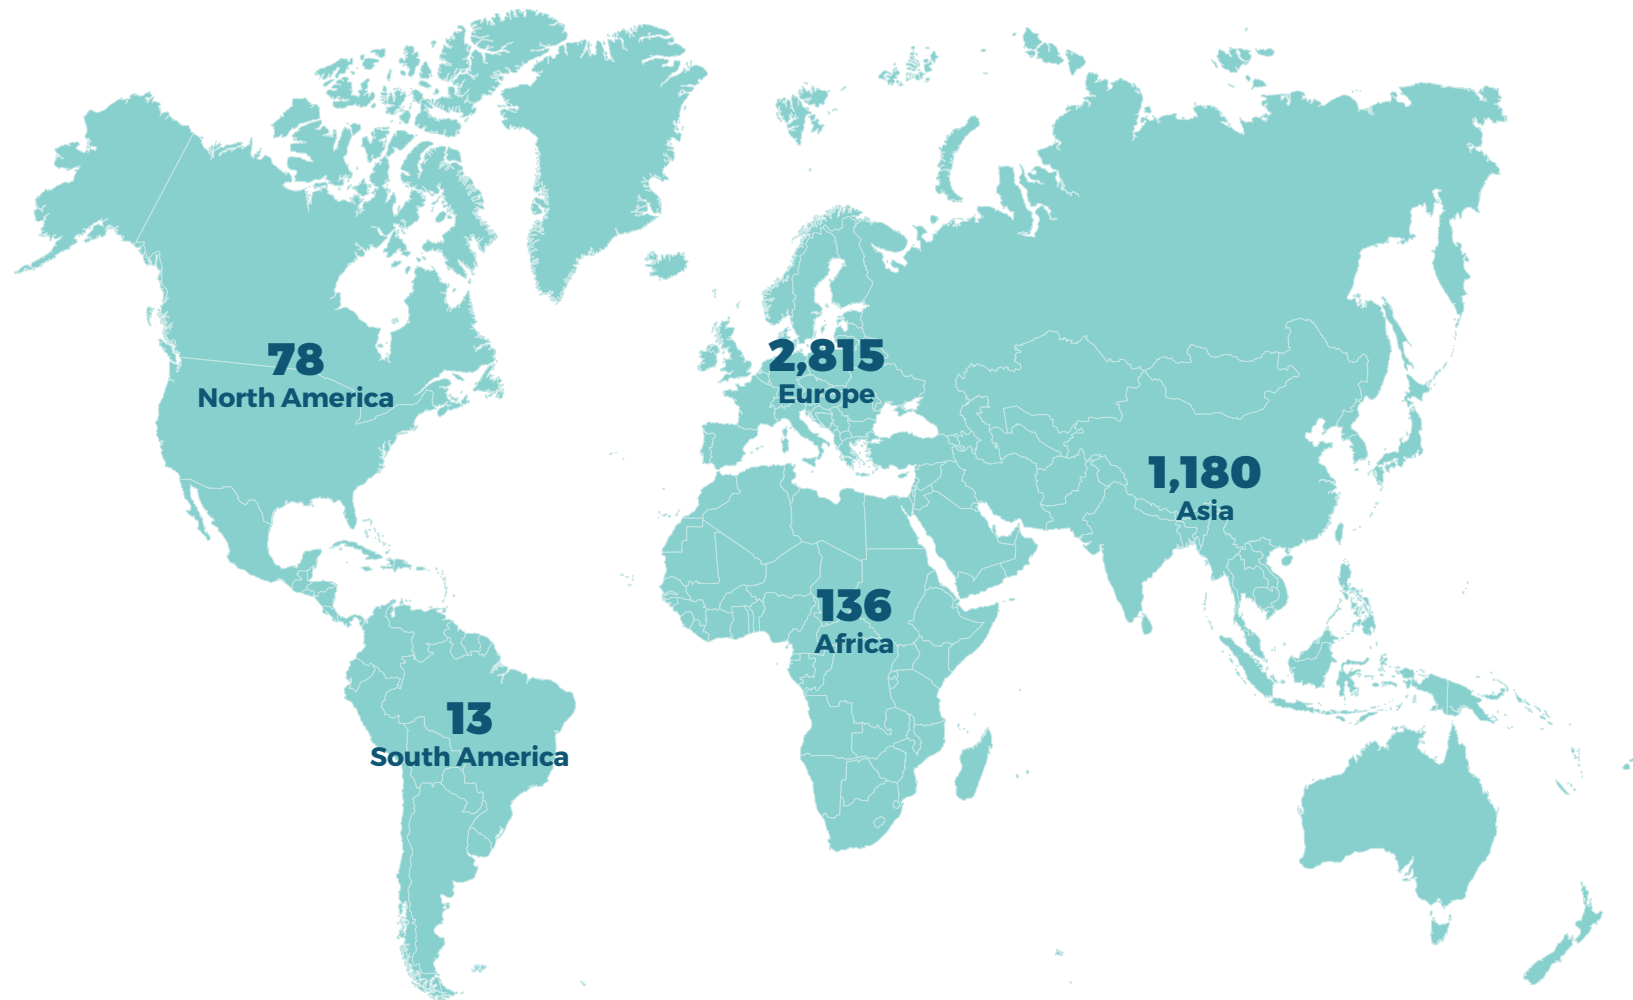 78
North America
2,815
Europe
1,180
Asia
136
Africa
13
South America